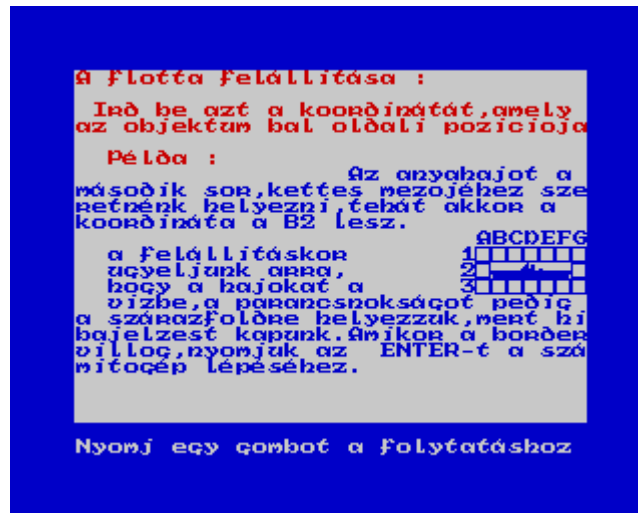 A flotta felállitása :
Ird be azt a koordinátát,amely
az objektum bal oldali pozicioja
Példa :
Az anyahajot a
második sor,kettes mezojéhez sze
retnénk helyezni,tehát akkor a
koordináta a B2 lesz.
ABCDEFG
a felállitáskor 1
ugyeljunk arra, 2
hogy a hajokat a 3
vizbe,a parancsnokságot pedig
a szárazfoldre helyezzuk,mert hi
bajelzest kapunk.Amikor a border
villog,nyomjuk az ENTER-t a szá
mitogép lépéséhez.
Nyomj egy gombot a folytatáshoz